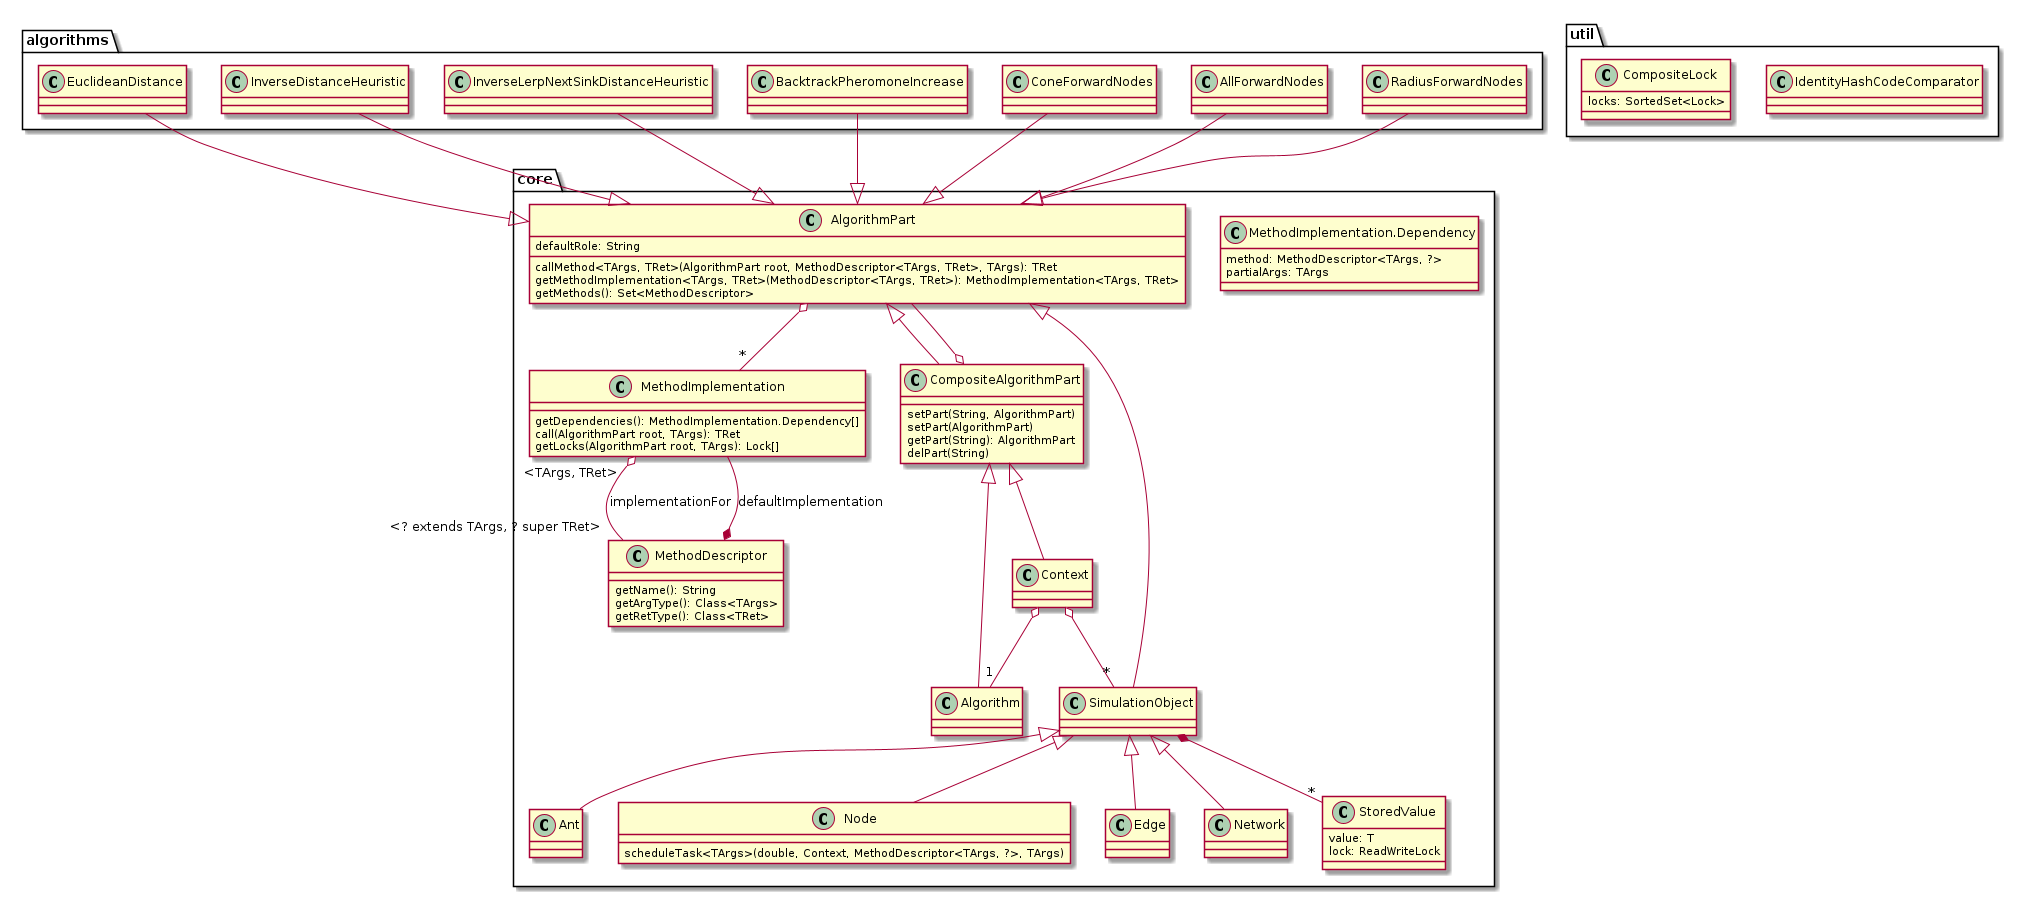 algorithms
C EuclideanDistance
C InverseDistanceHeuristic
C InverseLerpNextSinkDistanceHeuristic
C BacktrackPheromoneIncrease
C ConeForwardNodes
C AllForwardNodes
C RadiusForwardNodes
util
C CompositeLock
locks: SortedSet<Lock>
C IdentityHashCodeComparator
core
C AlgorithmPart
defaultRole: String
callMethod<TArgs, TRet>(AlgorithmPart root, MethodDescriptor<TArgs, TRet>, TArgs): TRet
getMethodImplementation<TArgs, TRet>(MethodDescriptor<TArgs, TRet>): MethodImplementation<TArgs, TRet>
getMethods(): Set<MethodDescriptor>
C MethodImplementation.Dependency
method: MethodDescriptor<TArgs, ?>
partialArgs: TArgs
*
C MethodImplementation
getDependencies(): MethodImplementation.Dependency[]
call(AlgorithmPart root, TArgs): TRet
getLocks(AlgorithmPart root, TArgs): Lock[]
C CompositeAlgorithmPart
setPart(String, AlgorithmPart)
setPart(AlgorithmPart)
getPart(String): AlgorithmPart
delPart(String)
<TArgs, TRet>
implementationFor
defaultImplementation
<? extends TArgs, ? super TRet>
C MethodDescriptor
getName(): String
getArgType(): Class<TArgs>
getRetType(): Class<TRet>
C Context
1
*
C Algorithm
C SimulationObject
*
C Ant
C Node
scheduleTask<TArgs>(double, Context, MethodDescriptor<TArgs, ?>, TArgs)
C Edge
C Network
C StoredValue
value: T
lock: ReadWriteLock